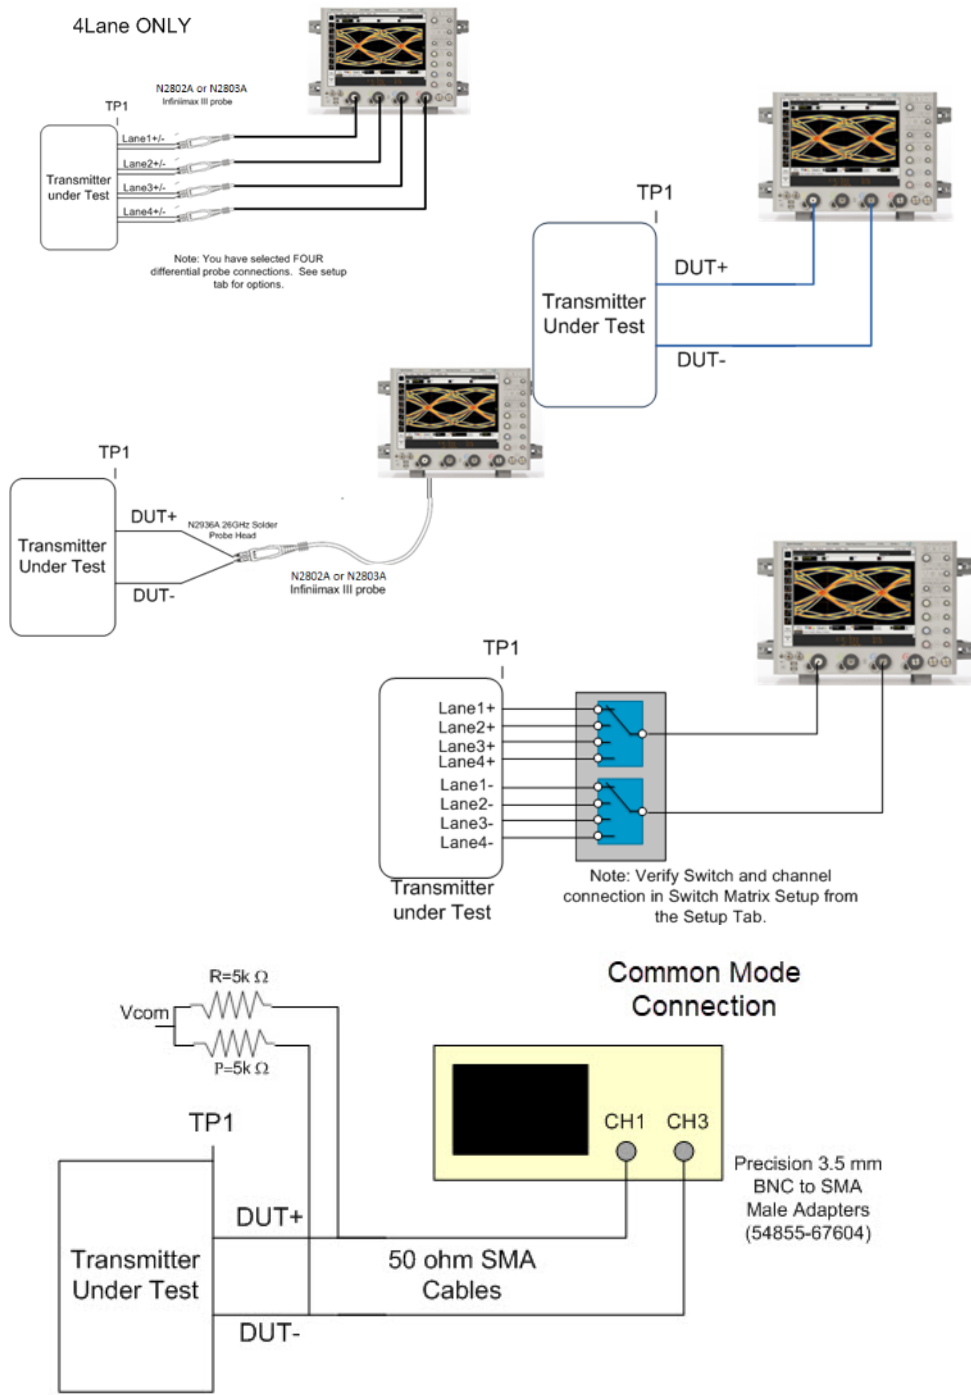 4Lane ONLY
N2802A or N2803A
Infiniimax III probe
TP1
Lane1+/-
Lane2+/-
Lane3+/-
Lane4+/-
Transmitter
under Test
Note: You have selected FOUR
differential probe connections. See setup
tab for options.
TP1
DUT+
Transmitter
Under Test
DUT-
TP1
DUT+
N2936A 26GHz Solder
Probe Head
Transmitter
Under Test
DUT-
N2802A or N2803A
Infiniimax III probe
TP1
Lane1+
Lane2+
Lane3+
Lane4+
Lane1-
Lane2-
Lane3-
Lane4-
Transmitter
under Test
Note: Verify Switch and channel
connection in Switch Matrix Setup from
the Setup Tab.
Common Mode
Connection
R=5k Ω
Vcom
P=5k Ω
TP1
CH1 CH3
Precision 3.5 mm
BNC to SMA
Male Adapters
(54855-67604)
DUT+
Transmitter
Under Test
50 ohm SMA
Cables
DUT-